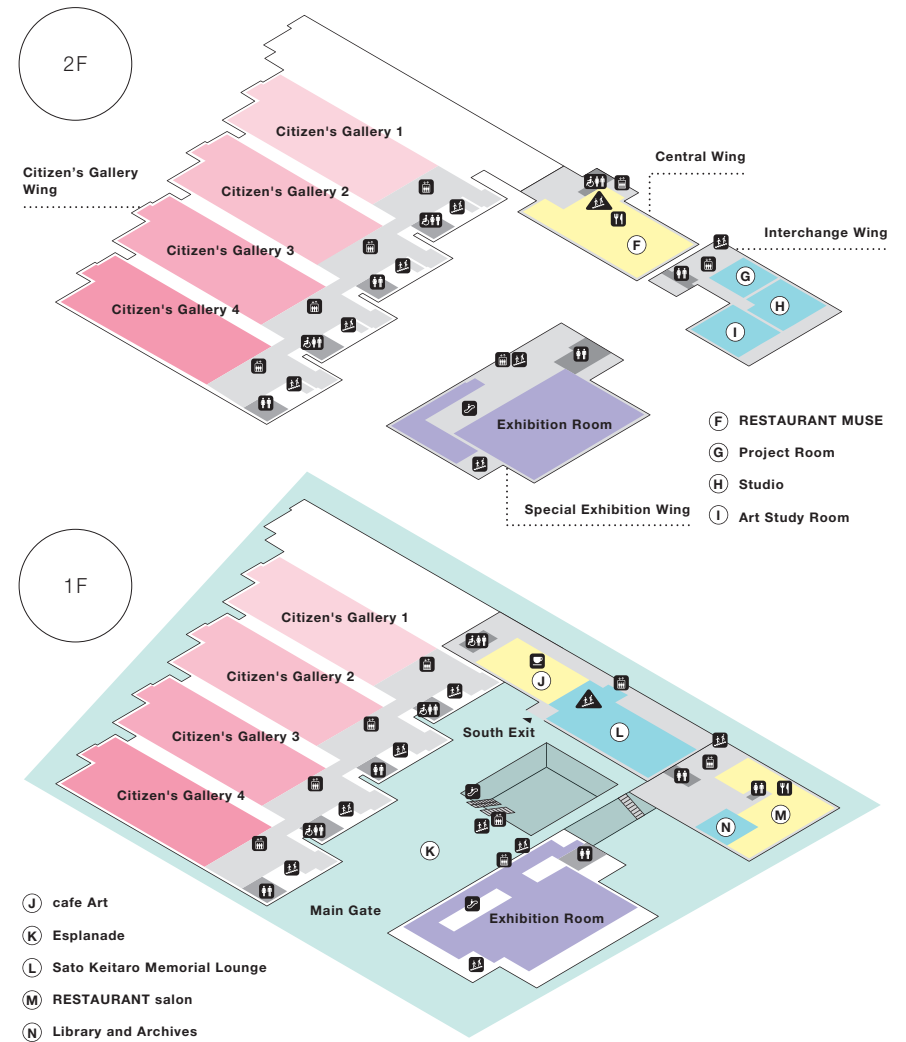 2F
Citizen's Gallery 1
Central Wing
Citizen's Gallery
Wing
Citizen's Gallery 2
Interchange Wing
Citizen's Gallery 3
F
G
Citizen's Gallery 4
H
I
Exhibition Room
F RESTAURANT MUSE
G Project Room
H Studio
I Art Study Room
Special Exhibition Wing
1F
Citizen's Gallery 1
Citizen's Gallery 2
J
South Exit
L
Citizen's Gallery 3
Citizen's Gallery 4
M
N
K
Main Gate
Exhibition Room
J cafe Art
K Esplanade
L Sato Keitaro Memorial Lounge
M RESTAURANT salon
N Library and Archives